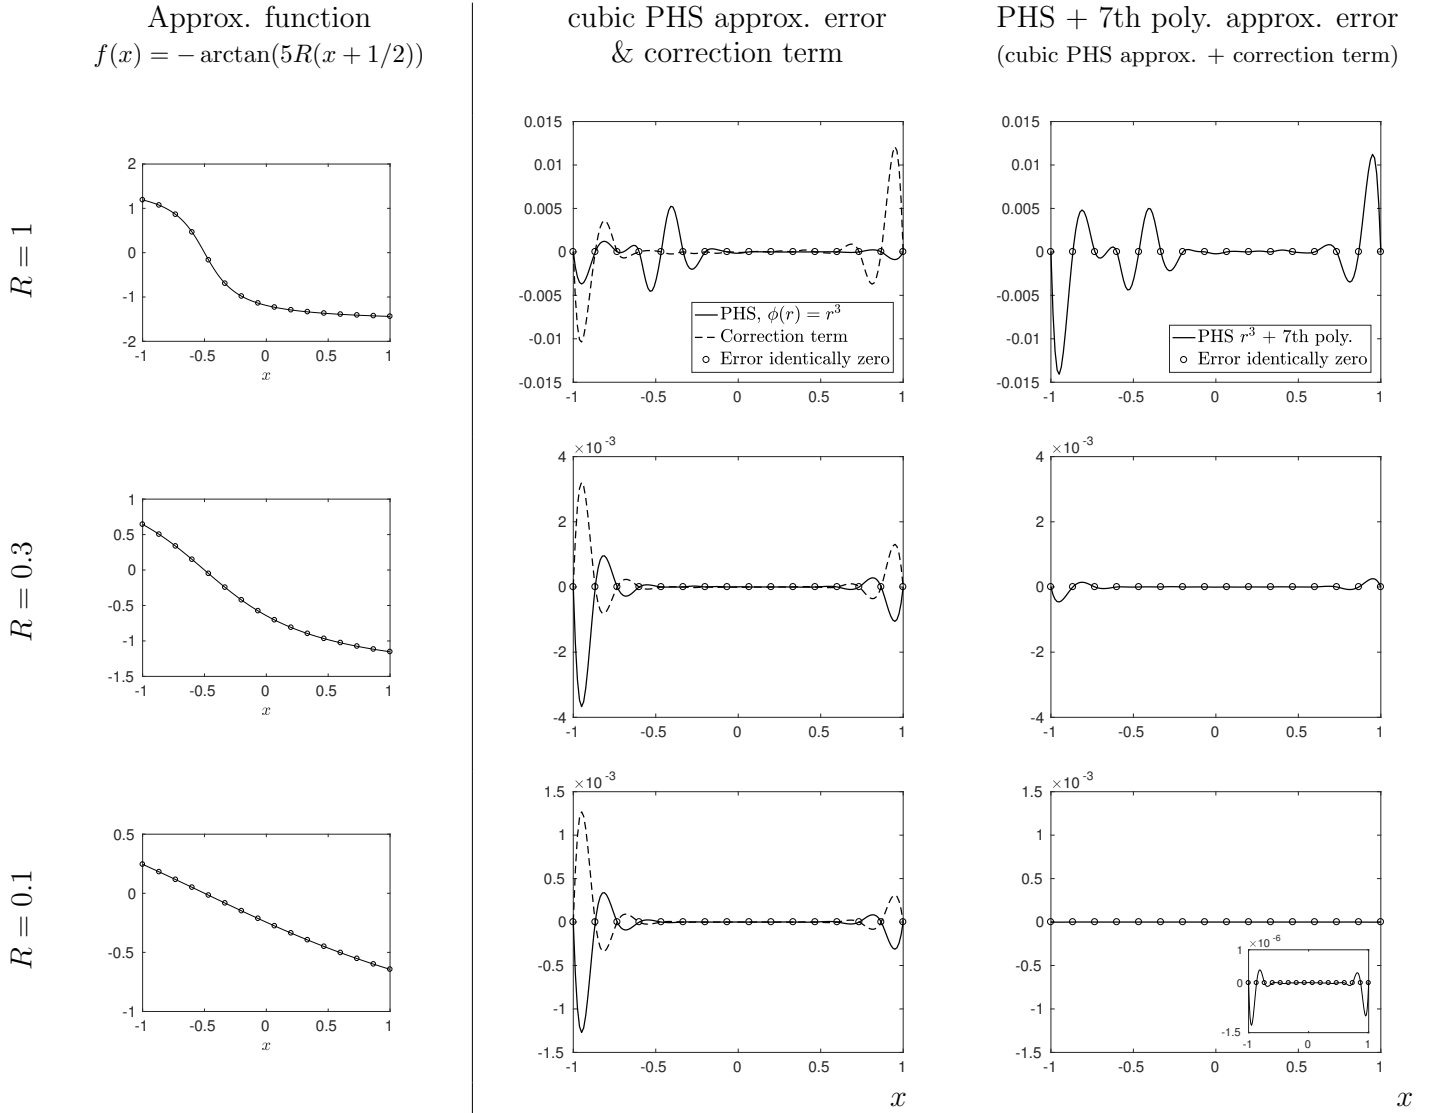 Approx. function
f(x) = − arctan(5R(x + 1/2))
cubic PHS approx. error
& correction term
PHS + 7th poly. approx. error
(cubic PHS approx. + correction term)
R = 1
2
1
0
-1
-2
-1 -0.5 0 0.5 1
x
0.015
0.01
0.005
0
-0.005
-0.01
-0.015
-1 -0.5 0 0.5 1
PHS, ϕ(r) = r³
Correction term
Error identically zero
0.015
0.01
0.005
0
-0.005
-0.01
-0.015
-1 -0.5 0 0.5 1
PHS r³ + 7th poly.
Error identically zero
R = 0.3
1
0.5
0
-0.5
-1
-1.5
-1 -0.5 0 0.5 1
x
×10⁻³
4
2
0
-2
-4
-1 -0.5 0 0.5 1
×10⁻³
4
2
0
-2
-4
-1 -0.5 0 0.5 1
R = 0.1
0.5
0
-0.5
-1
-1 -0.5 0 0.5 1
x
×10⁻³
1.5
1
0.5
0
-0.5
-1
-1.5
-1 -0.5 0 0.5 1
x
×10⁻³
1.5
1
0.5
0
-0.5
-1
-1.5
-1 -0.5 0 0.5 1
×10⁻⁶
1
0
-1.5
-1 0 1
x